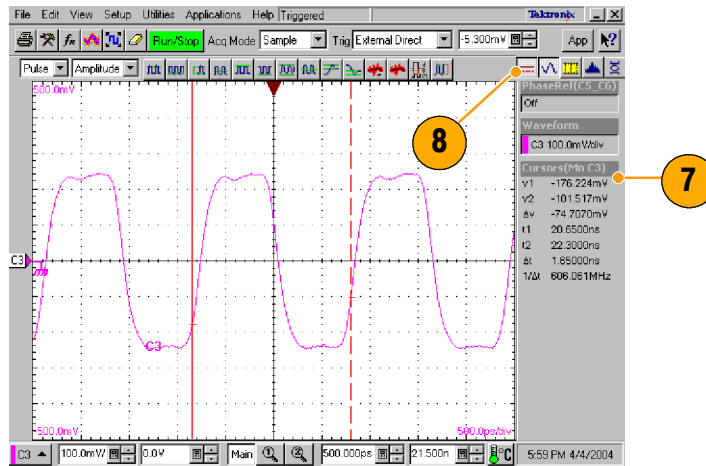 File Edit View Setup Utilities Applications Help Triggered Tektronix
Run/Stop Acq Mode Sample Trig External Direct -5.300mV App
Pulse Amplitude
500.0mV
PhaseRef(C5_C6)
Off
8
Waveform
C3 100.0mV/div
Cursors(Mn C3)
7
v1 -176.224mV
v2 -101.517mV
Δv -74.7070mV
t1 20.6500ns
t2 22.3000ns
Δt 1.65000ns
1/Δt 606.061MHz
C3
C3
-500.0mV
500.0ps/div
C3 100.0mV 0.0V Main 500.000ps 21.500n °C 5:59 PM 4/4/2004